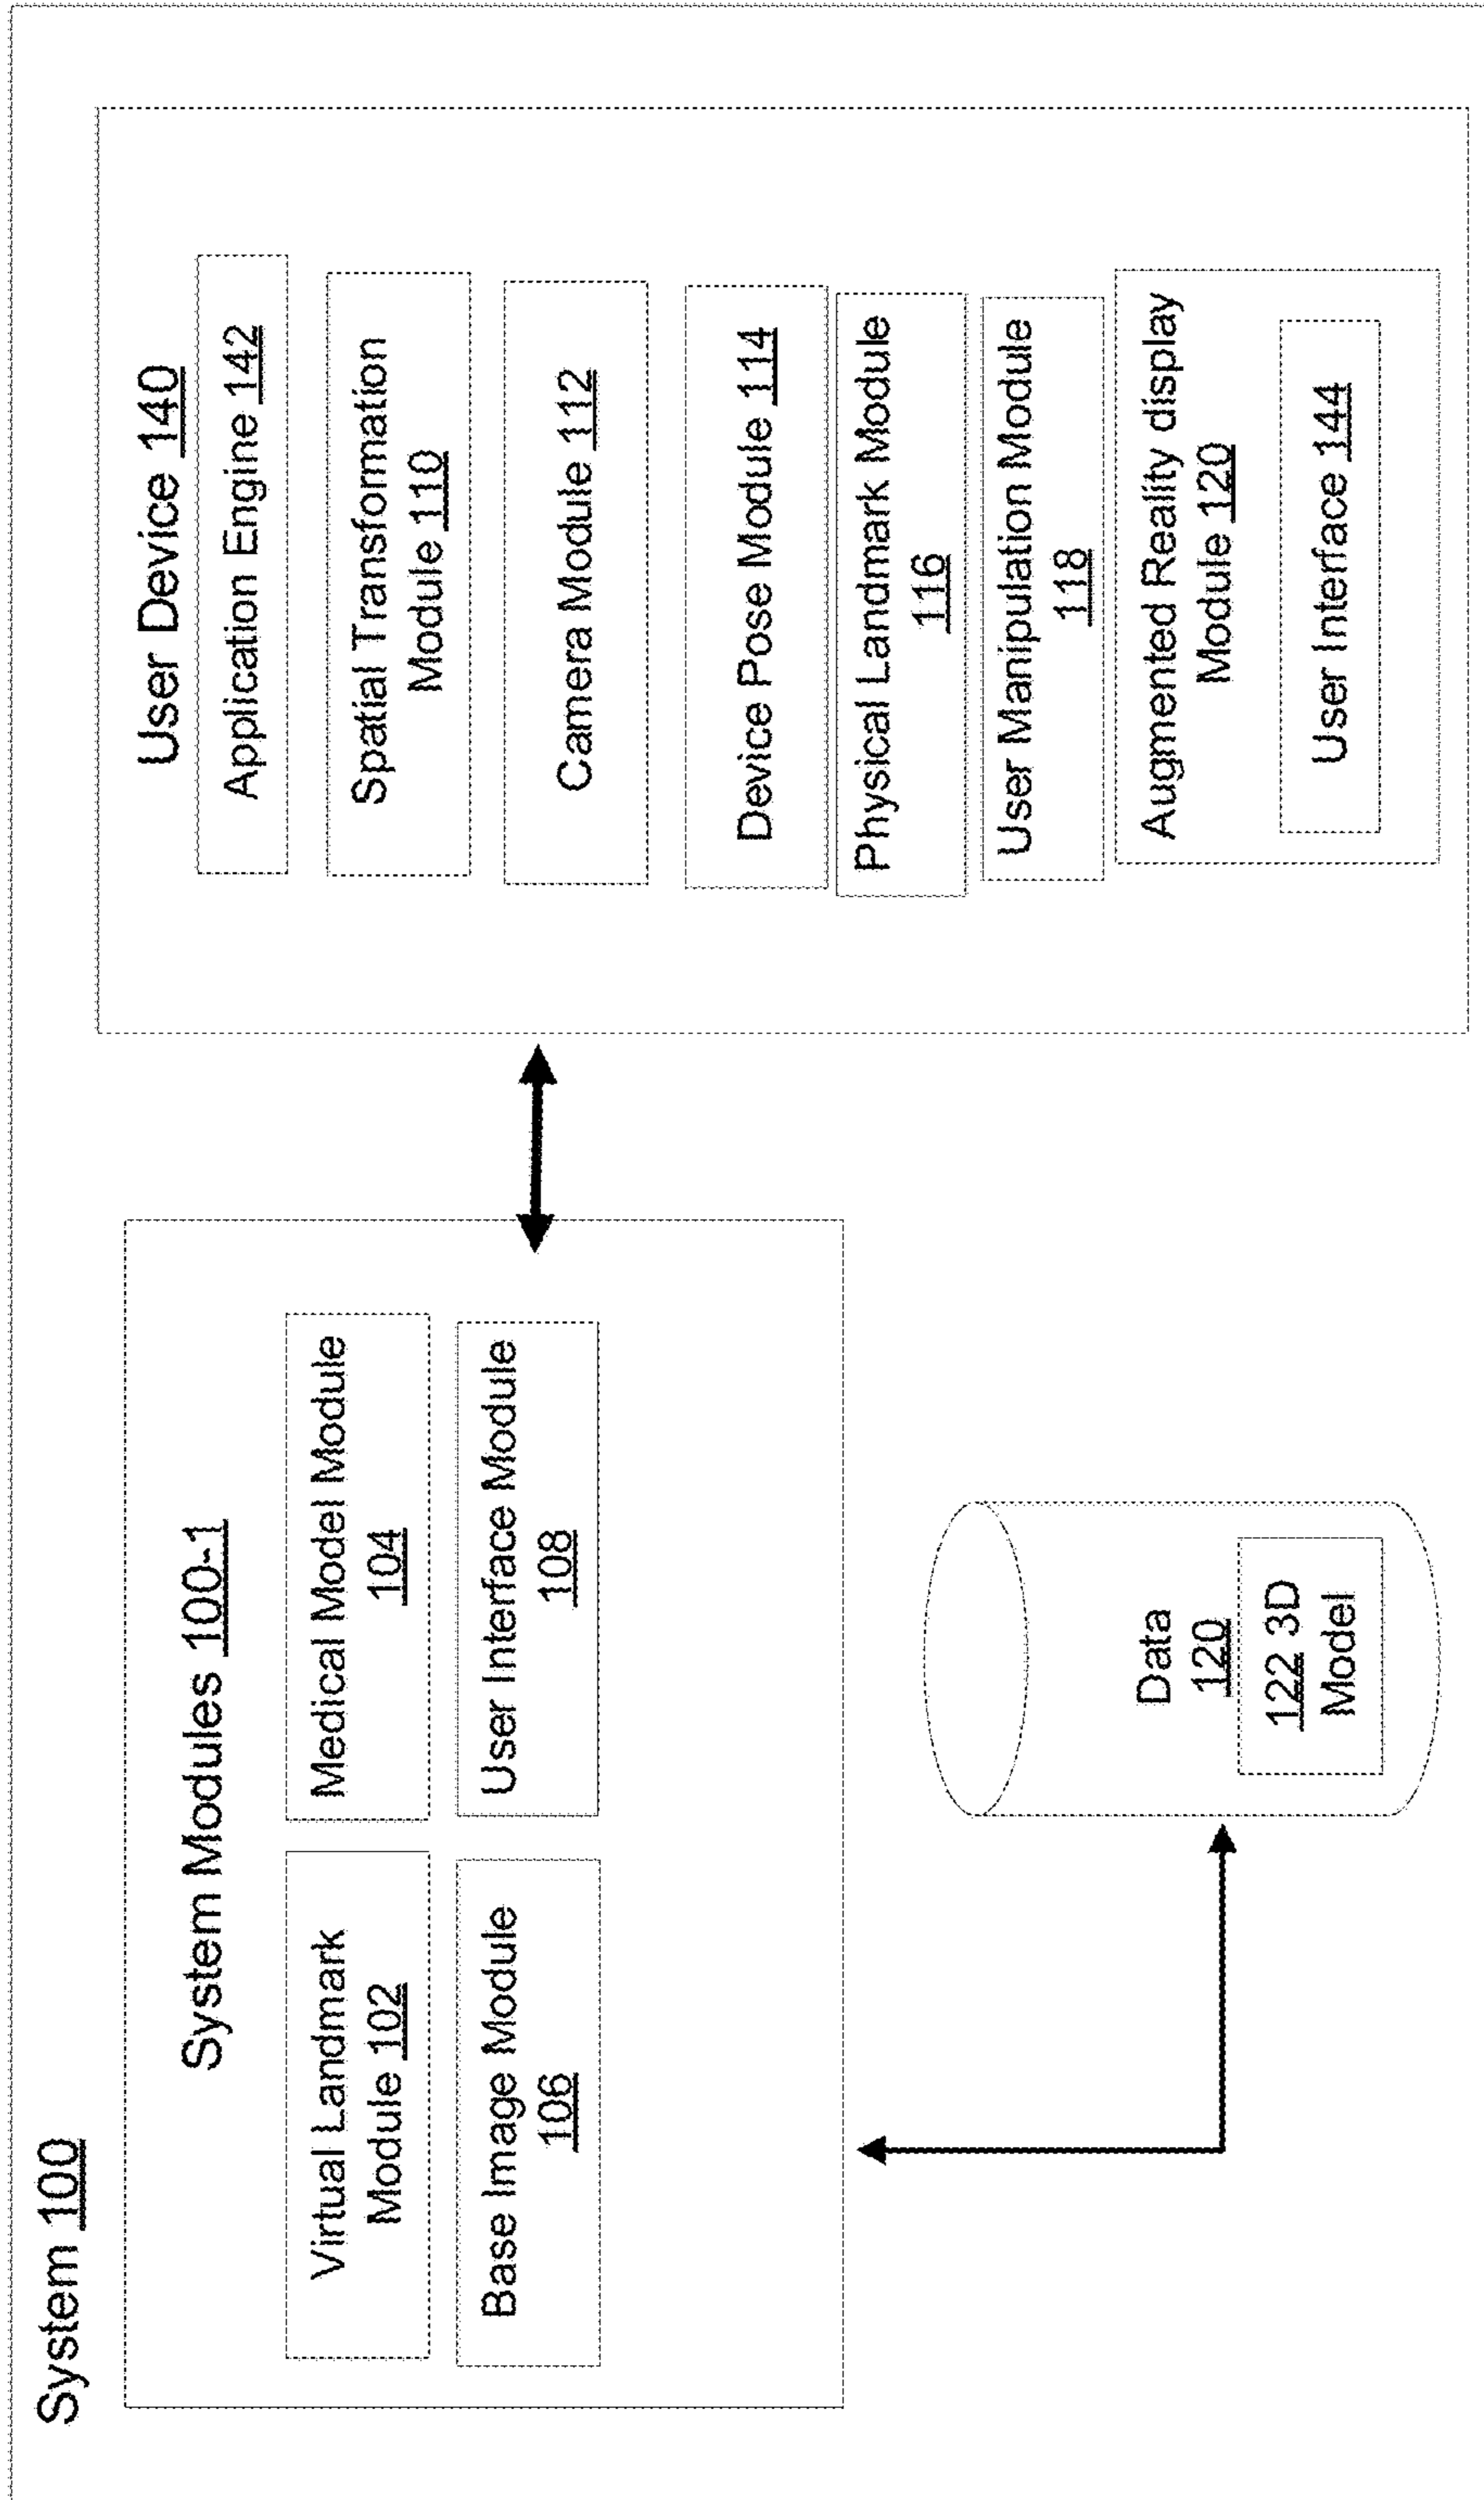 System 100
System Modules 100-1
Virtual Landmark
Module 102
Medical Model Module
104
Base Image Module
106
User Interface Module
108
Data
120
122 3D
Model
User Device 140
Application Engine 142
Spatial Transformation
Module 110
Camera Module 112
Device Pose Module 114
Physical Landmark Module
116
User Manipulation Module
118
Augmented Reality display
Module 120
User Interface 144